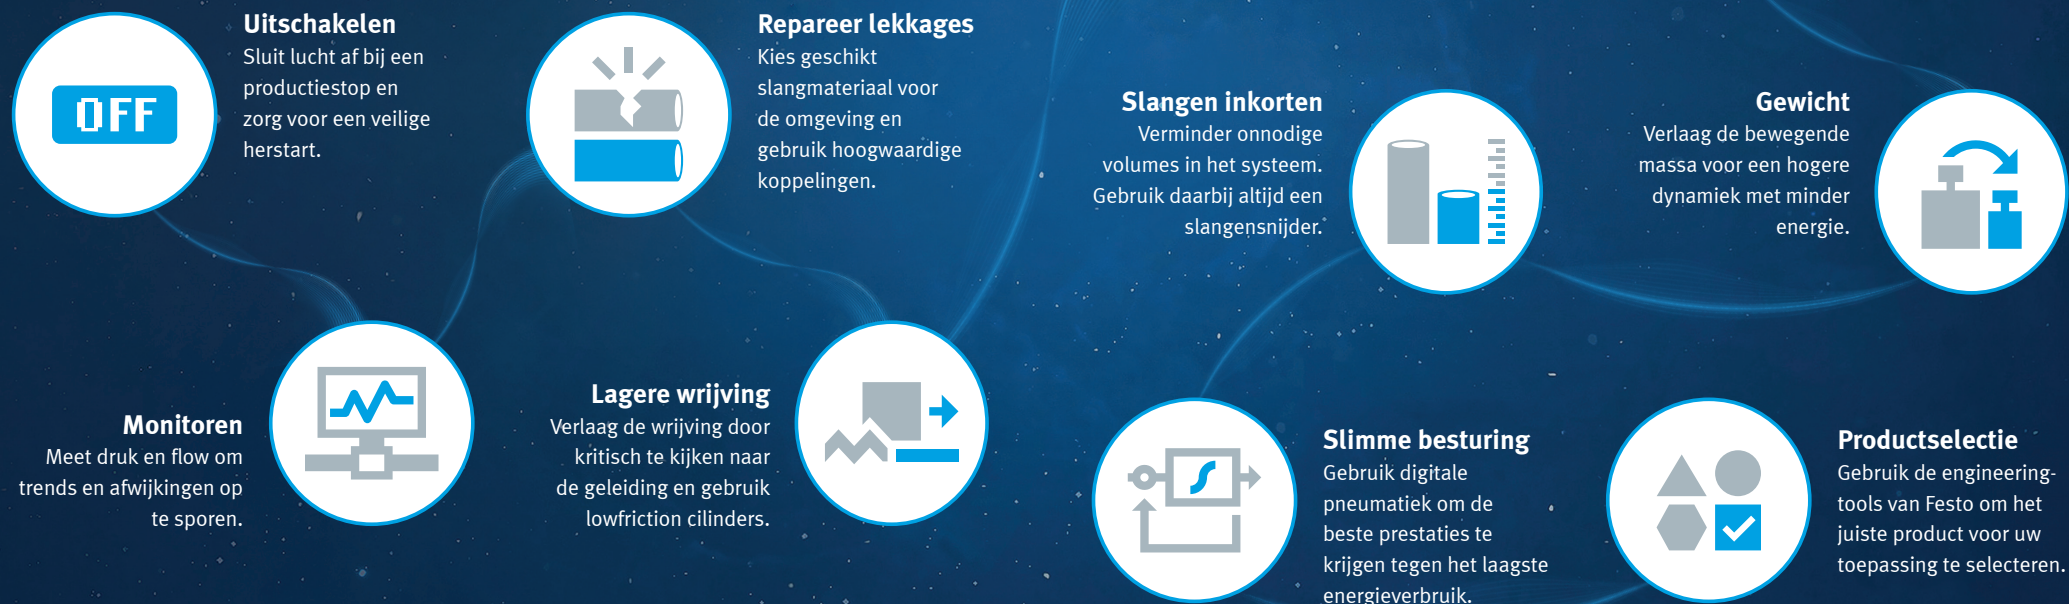 Uitschakelen
Sluit lucht af bij een
productiestop en
zorg voor een veilige
herstart.
OFF
Repareer lekkages
Kies geschikt
slangmateriaal voor
de omgeving en
gebruik hoogwaardige
koppelingen.
Slangen inkorten
Verminder onnodige
volumes in het systeem.
Gebruik daarbij altijd een
slangensnijder.
Gewicht
Verlaag de bewegende
massa voor een hogere
dynamiek met minder
energie.
Monitoren
Meet druk en flow om
trends en afwijkingen op
te sporen.
Lagere wrijving
Verlaag de wrijving door
kritisch te kijken naar
de geleiding en gebruik
lowfriction cilinders.
Slimme besturing
Gebruik digitale
pneumatiek om de
beste prestaties te
krijgen tegen het laagste
energieverbruik.
Productselectie
Gebruik de engineering-
tools van Festo om het
juiste product voor uw
toepassing te selecteren.